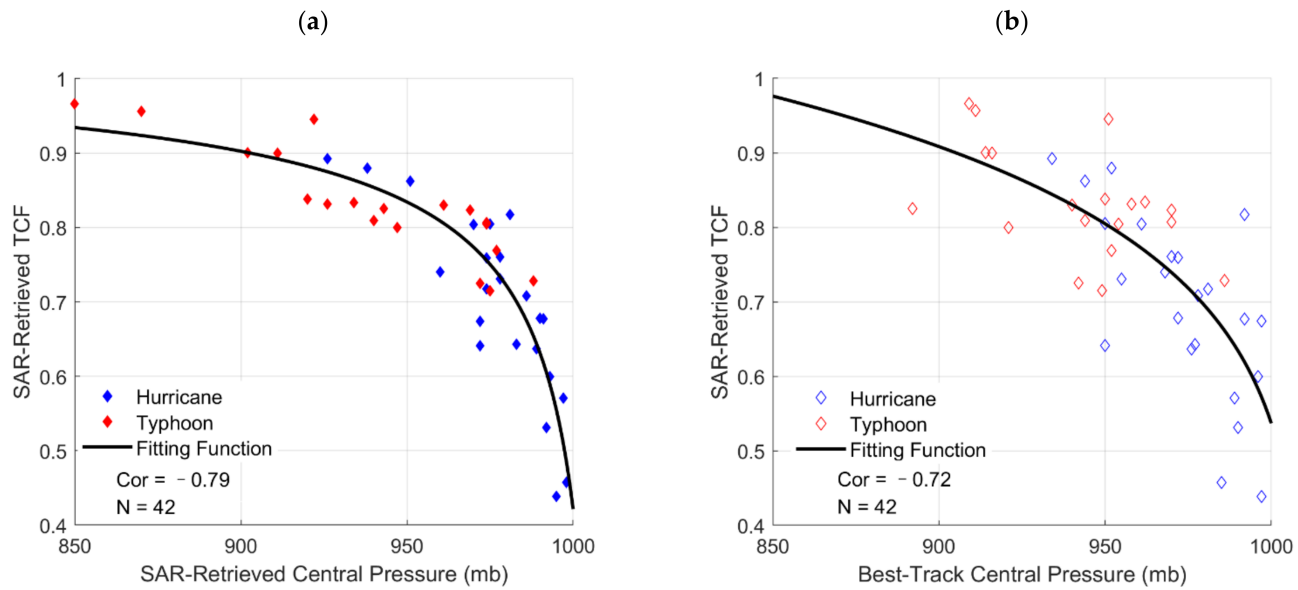 (a)
1
0.9
0.8
0.7
0.6
0.5
0.4
SAR-Retrieved TCF
Hurricane
Typhoon
Fitting Function
Cor = －0.79
N = 42
850 900 950 1000
SAR-Retrieved Central Pressure (mb)
(b)
1
0.9
0.8
0.7
0.6
0.5
0.4
SAR-Retrieved TCF
Hurricane
Typhoon
Fitting Function
Cor = －0.72
N = 42
850 900 950 1000
Best-Track Central Pressure (mb)